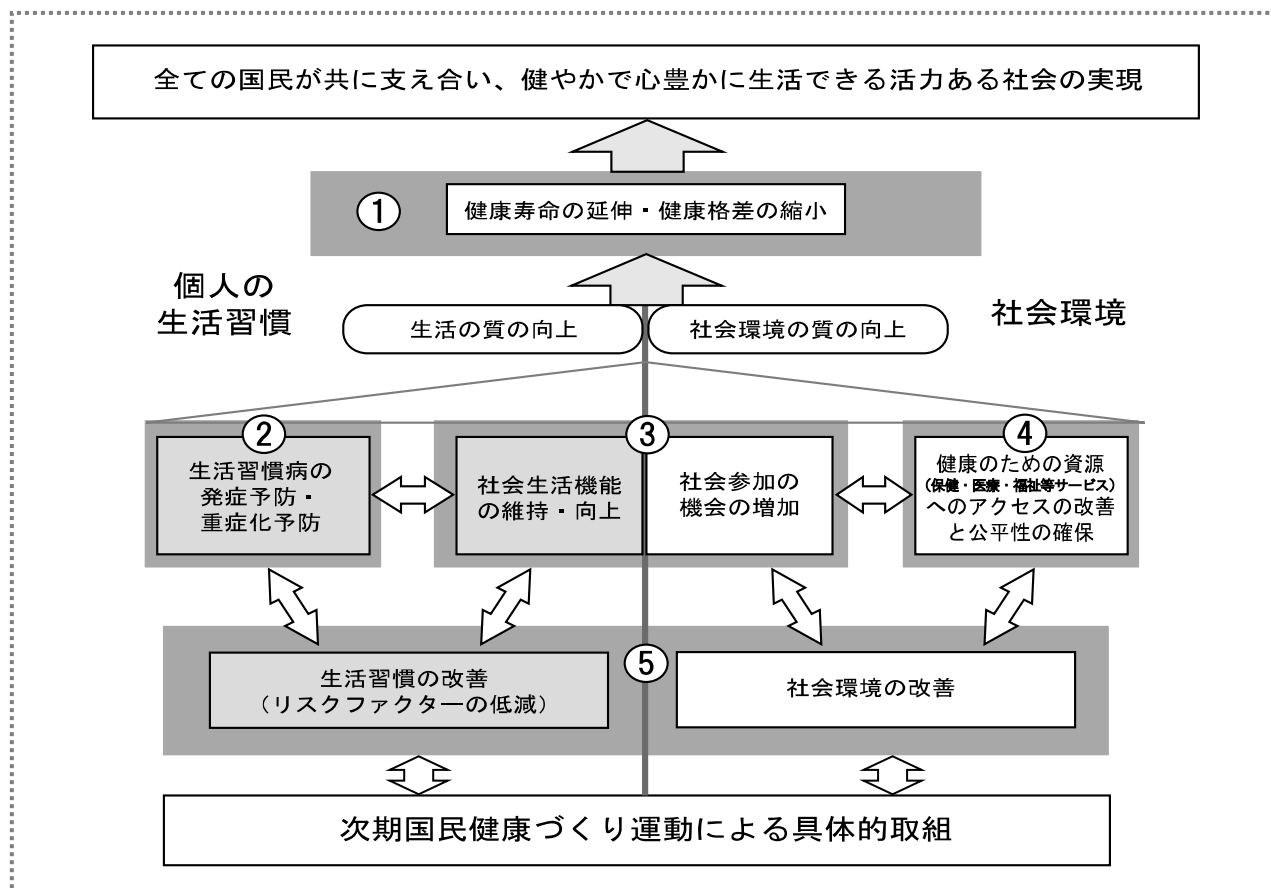 全ての国民が共に支え合い、健やかで心豊かに生活できる活力ある社会の実現
①
健康寿命の延伸・健康格差の縮小
個人の
生活習慣
社会環境
生活の質の向上
社会環境の質の向上
②
生活習慣病の
発症予防・
重症化予防
③
社会生活機能
の維持・向上
社会参加の
機会の増加
④
健康のための資源
(保健・医療・福祉等サービス)
へのアクセスの改善
と公平性の確保
⑤
生活習慣の改善
(リスクファクターの低減)
社会環境の改善
次期国民健康づくり運動による具体的取組